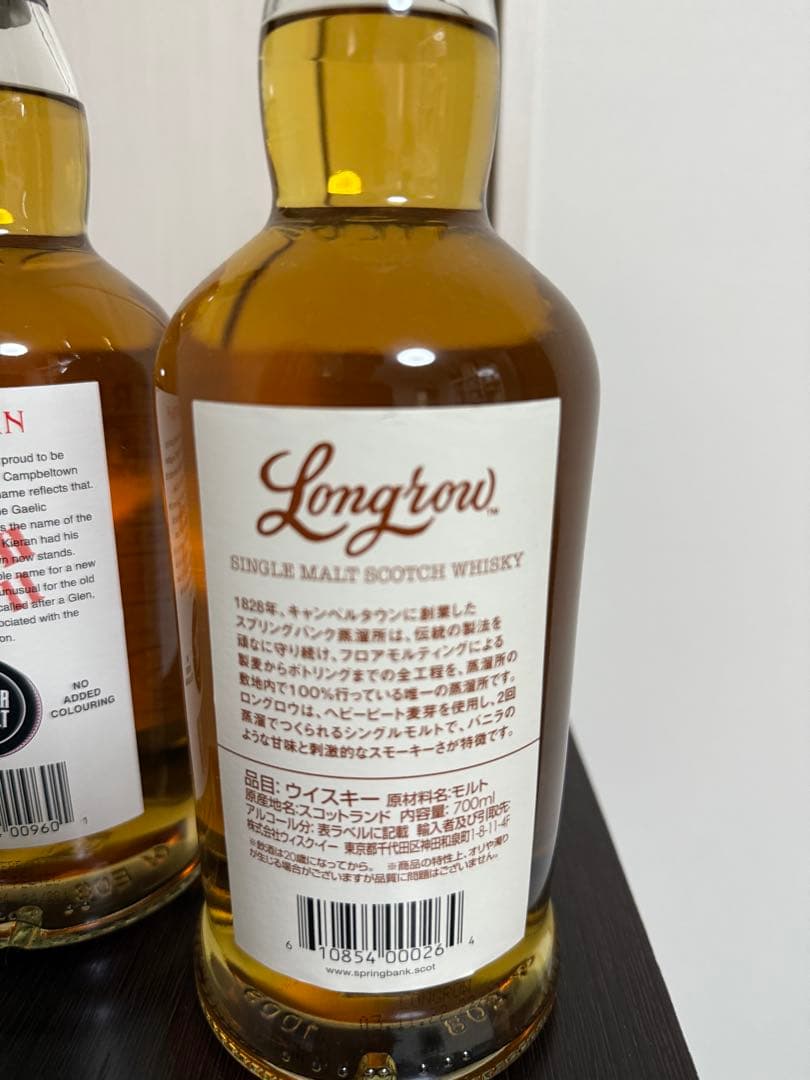 proud to be
Campbeltown
ame reflects that.
e Gaelic
s the name of the
Kieran had his
n now stands.
ble name for a new
unusual for the old
called after a Glen,
ociated with the
on.
NO
ADDED
COLOURING
00960
Longrow™
SINGLE MALT SCOTCH WHISKY
1828年、キャンベルタウンに創業した
スプリングバンク蒸溜所は、伝統の製法を
頑なに守り続け、フロアモルティングによる
製麦からボトリングまでの全工程を、蒸溜所の
敷地内で100%行っている唯一の蒸溜所です。
ロングロウは、ヘビーピート麦芽を使用し、2回
蒸溜でつくられるシングルモルトで、バニラの
ような甘味と刺激的なスモーキーさが特徴です。
品目：ウイスキー 原材料名：モルト
原産地名：スコットランド 内容量：700ml
アルコール分：表ラベルに記載 輸入者及び引取先：
株式会社ウィスク・イー 東京都千代田区神田和泉町1-8-11-4F
※飲酒は20歳になってから。 ※商品の特性上、オリや濁り
が生じる場合がございますが品質に問題はございません。
6 10854 00026 4
www.springbank.scot
LONGROW